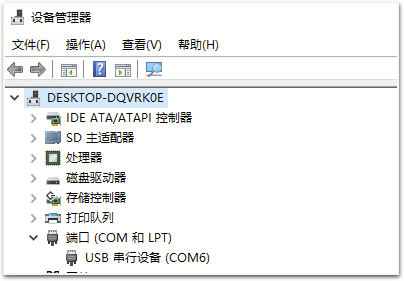 设备管理器
文件(F) 操作(A) 查看(V) 帮助(H)
DESKTOP-DQVRK0E
IDE ATA/ATAPI 控制器
SD 主适配器
处理器
磁盘驱动器
存储控制器
打印队列
端口 (COM 和 LPT)
USB 串行设备 (COM6)